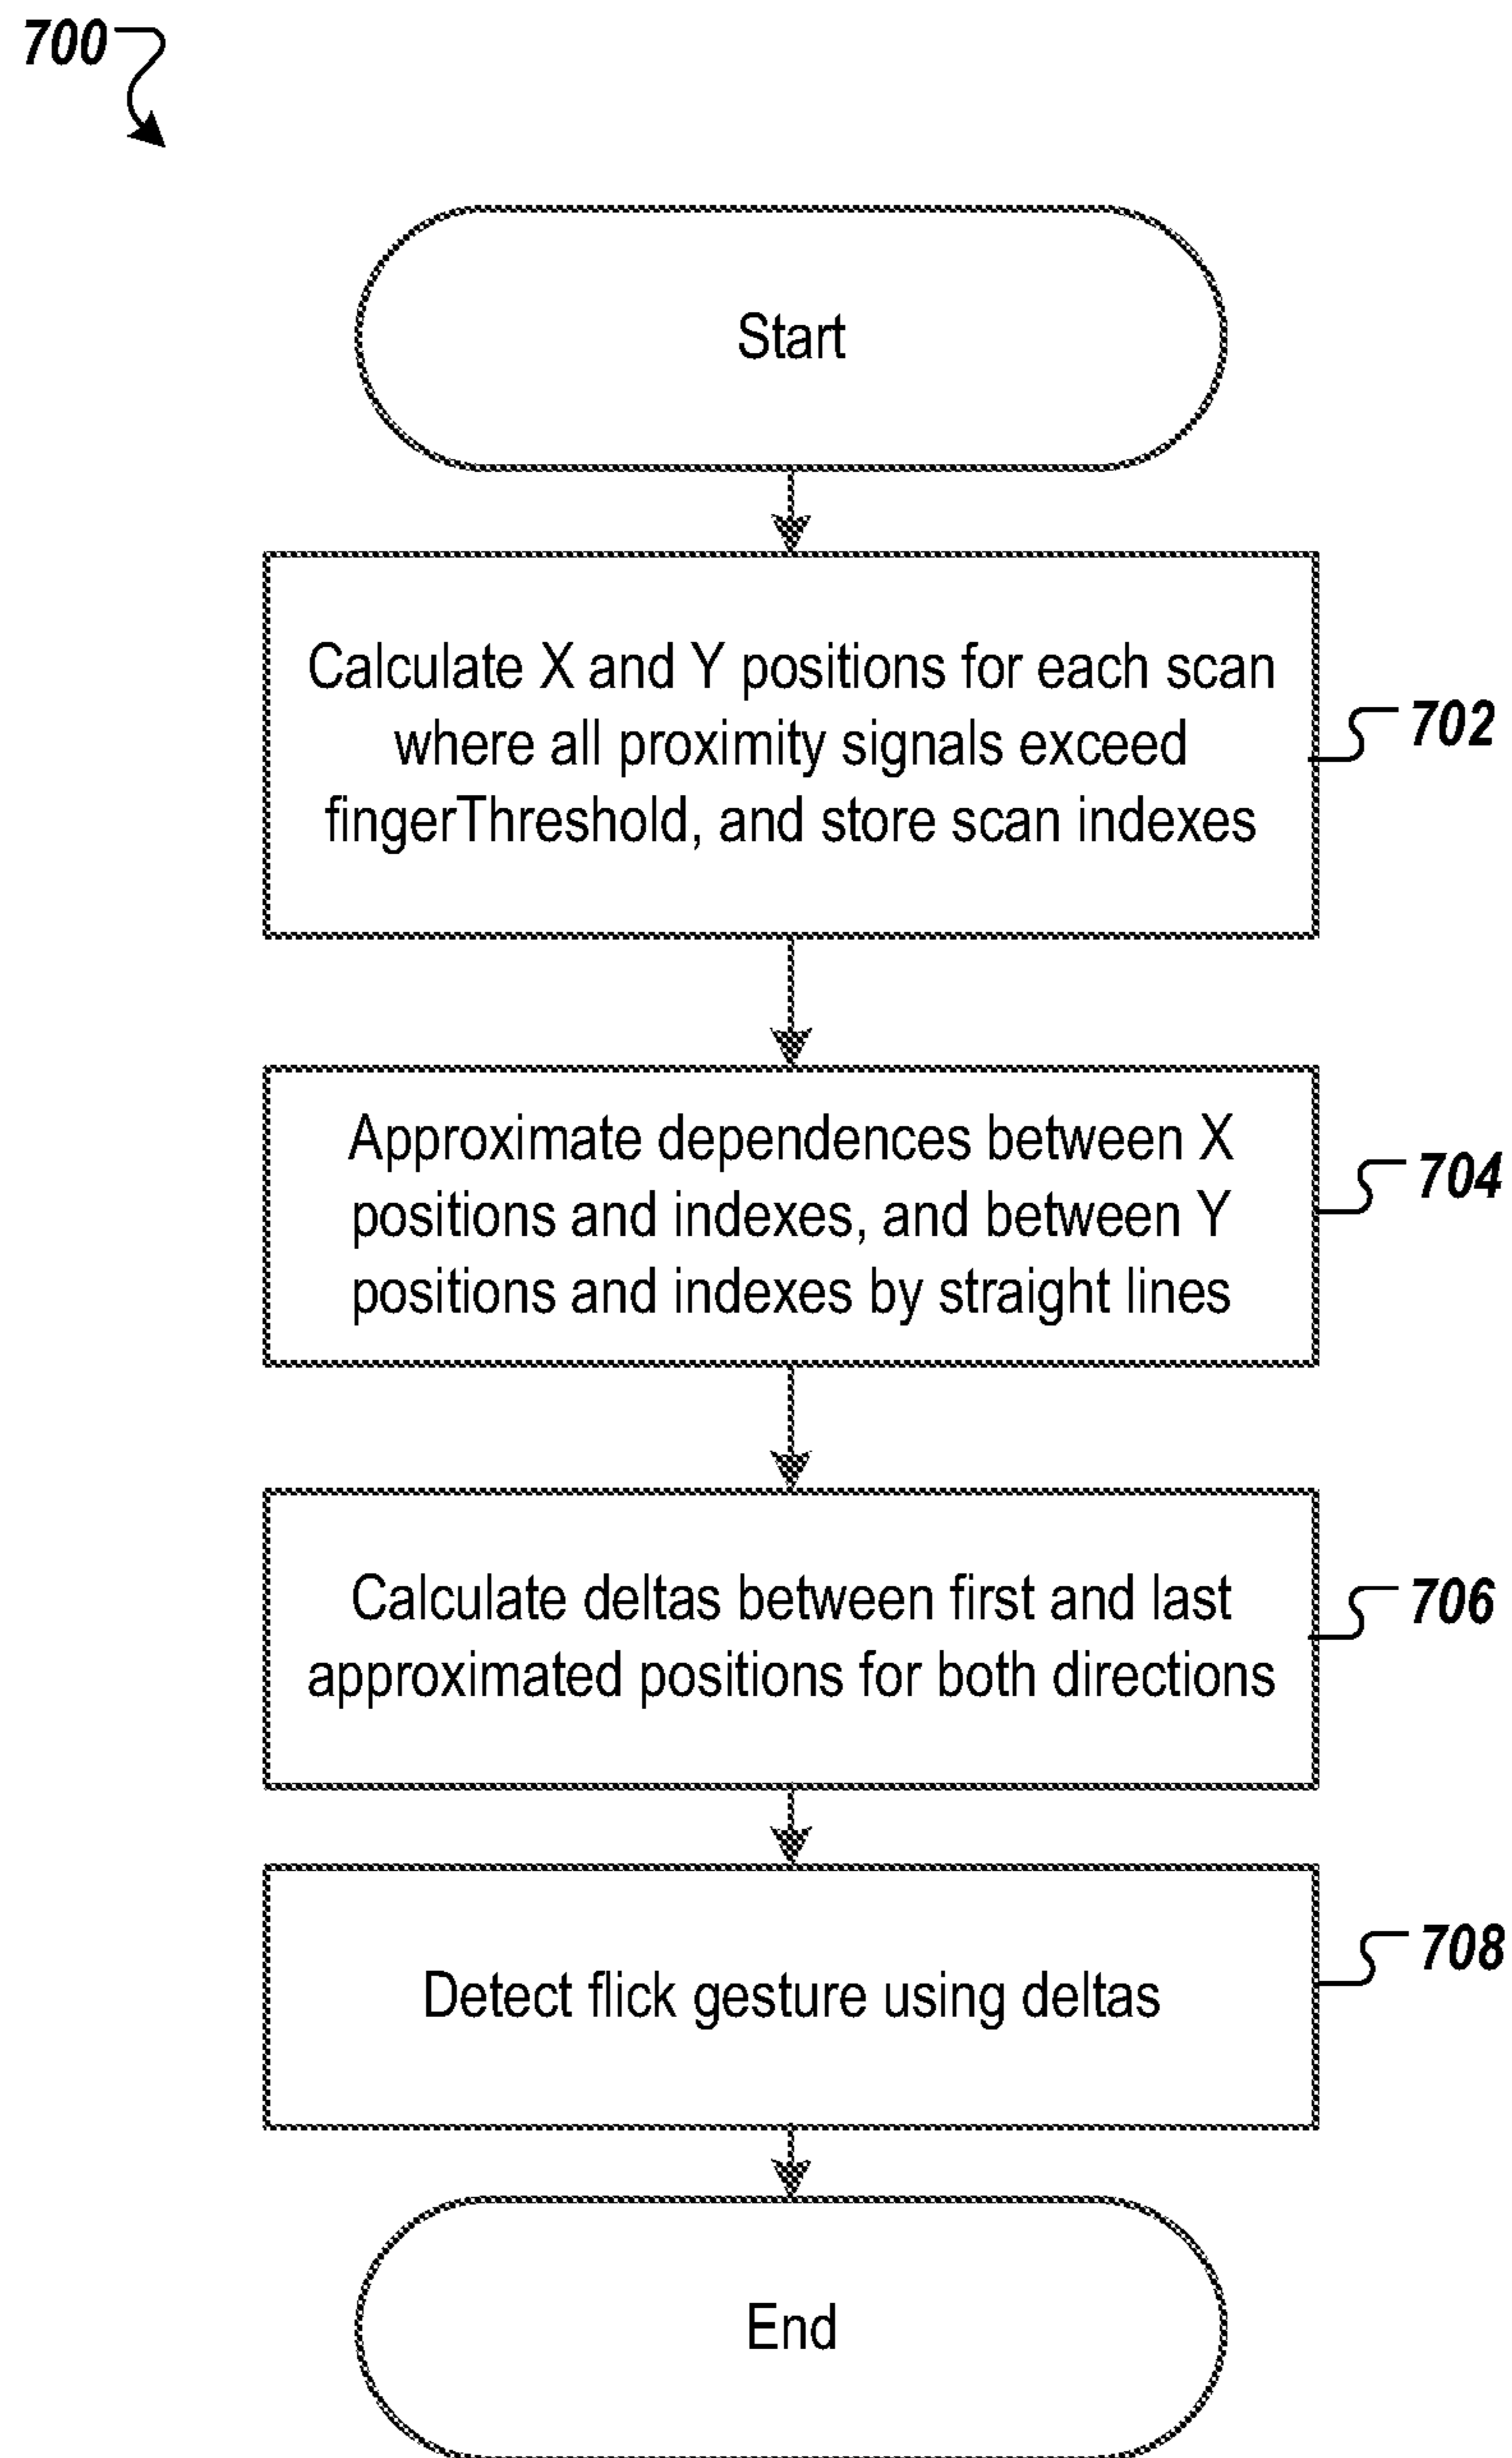 700
Start
Calculate X and Y positions for each scan
where all proximity signals exceed
fingerThreshold, and store scan indexes
702
Approximate dependences between X
positions and indexes, and between Y
positions and indexes by straight lines
704
Calculate deltas between first and last
approximated positions for both directions
706
Detect flick gesture using deltas
708
End